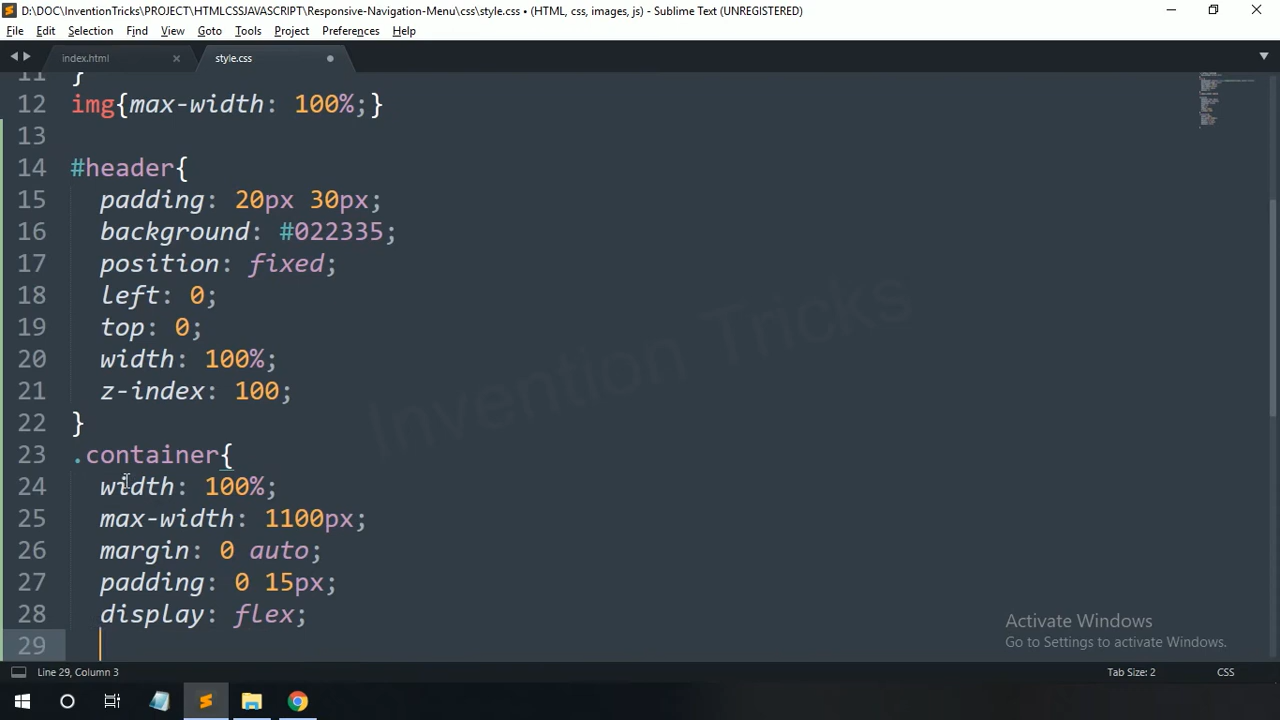 D:\DOC\InventionTricks\PROJECT\HTMLCSSJAVASCRIPT\Responsive-Navigation-Menu\css\style.css • (HTML, css, images, js) - Sublime Text (UNREGISTERED)
File Edit Selection Find View Goto Tools Project Preferences Help
index.html × style.css
11 }
12 img{max-width: 100%;}
13
14 #header{
15 padding: 20px 30px;
16 background: #022335;
17 position: fixed;
18 left: 0;
19 top: 0;
20 width: 100%;
21 z-index: 100;
22 }
23 .container{
24 width: 100%;
25 max-width: 1100px;
26 margin: 0 auto;
27 padding: 0 15px;
28 display: flex;
29
Invention Tricks
Activate Windows
Go to Settings to activate Windows.
Line 29, Column 3 Tab Size: 2 CSS